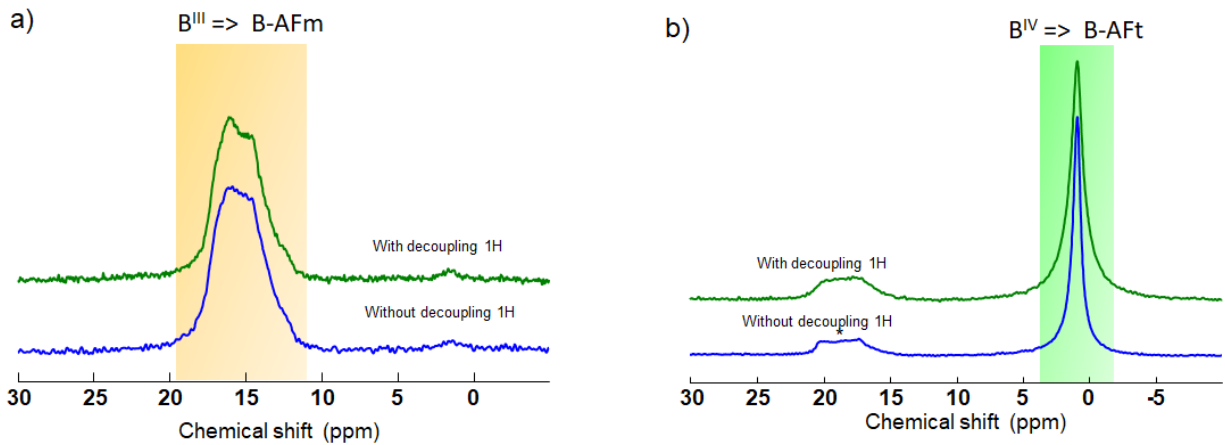 a)
B^III => B-AFm
With decoupling 1H
Without decoupling 1H
30 25 20 15 10 5 0
Chemical shift (ppm)
b)
B^IV => B-AFt
With decoupling 1H
Without decoupling 1H
*
30 25 20 15 10 5 0 -5
Chemical shift (ppm)